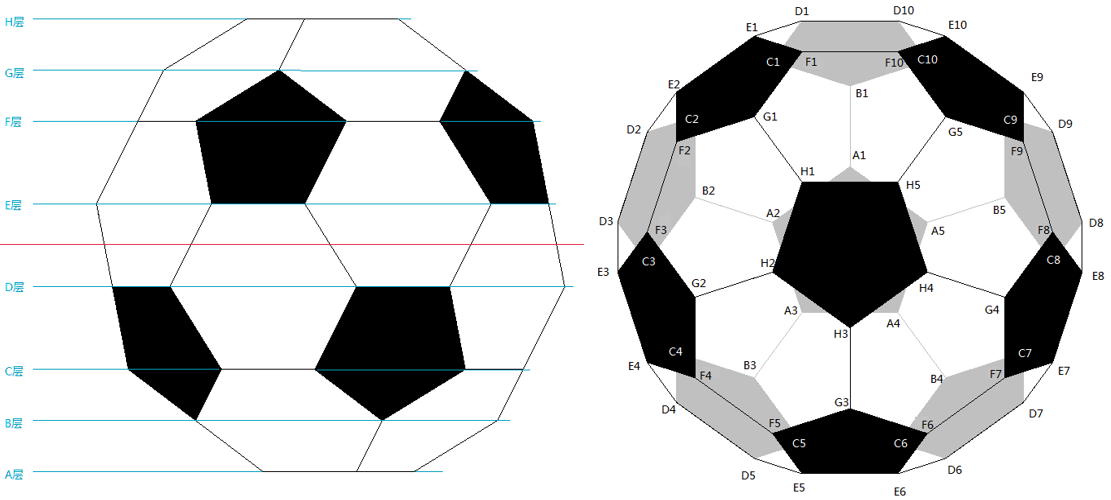 H层
G层
F层
E层
D层
C层
B层
A层
D1 D10
E1 E10
C1 F1 F10 C10
E2 B1 E9
D2 C2 G1 G5 C9 D9
F2 F9
A1
H1 H5
B2 B5
D3 F3 A2 A5 F8 D8
E3 C3 H2 H4 C8 E8
G2 G4
A3 H3 A4
E4 C4 C7 E7
F4 B3 B4 F7
D4 G3 D7
F5 F6
C5 C6
D5 D6
E5 E6